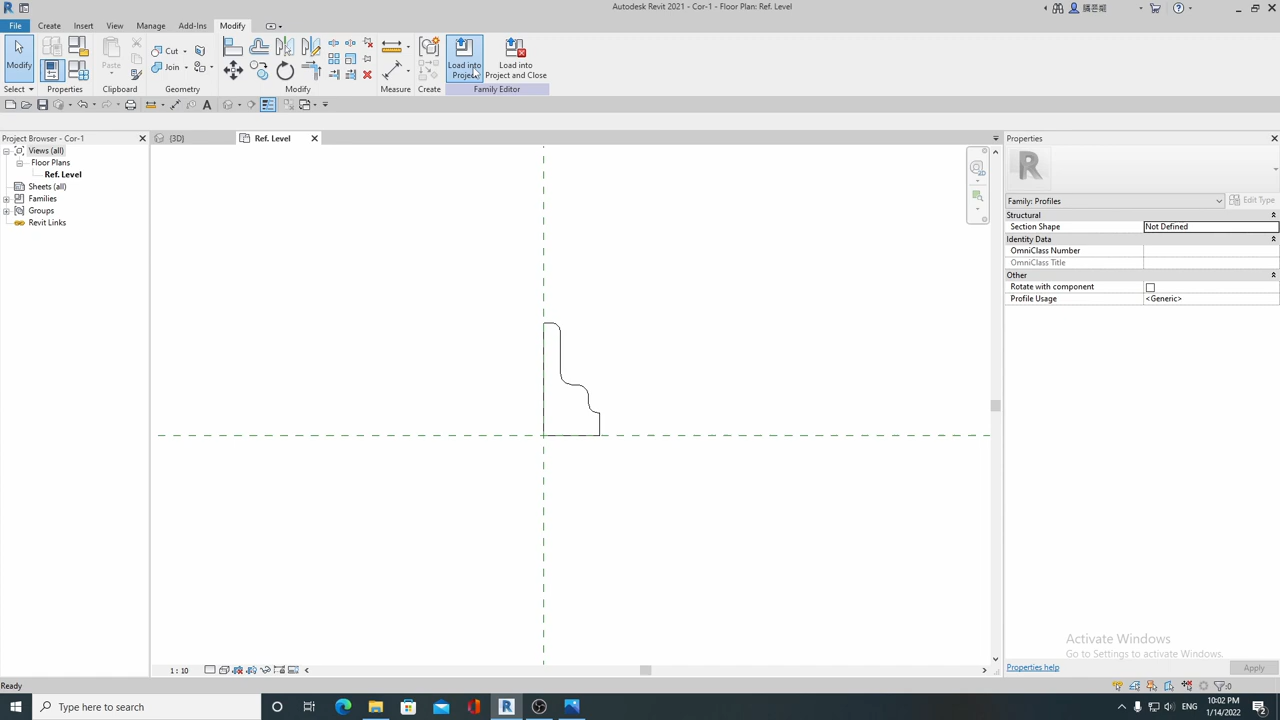 Autodesk Revit 2021 - Cor-1 - Floor Plan: Ref. Level
File Create Insert View Manage Add-Ins Modify
Modify
Paste
Cut
Join
Load into
Project
Load into
Project and Close
Select Properties Clipboard Geometry Modify Measure Create Family Editor
Project Browser - Cor-1
{3D}
Ref. Level
Properties
Views (all)
Floor Plans
Ref. Level
Sheets (all)
Families
Groups
Revit Links
Family: Profiles
Edit Type
Structural
Section Shape Not Defined
Identity Data
OmniClass Number
OmniClass Title
Other
Rotate with component
Profile Usage <Generic>
Activate Windows
Go to Settings to activate Windows.
Properties help
Apply
1 : 10
Ready
:0
Type here to search
ENG
10:02 PM
1/14/2022
2